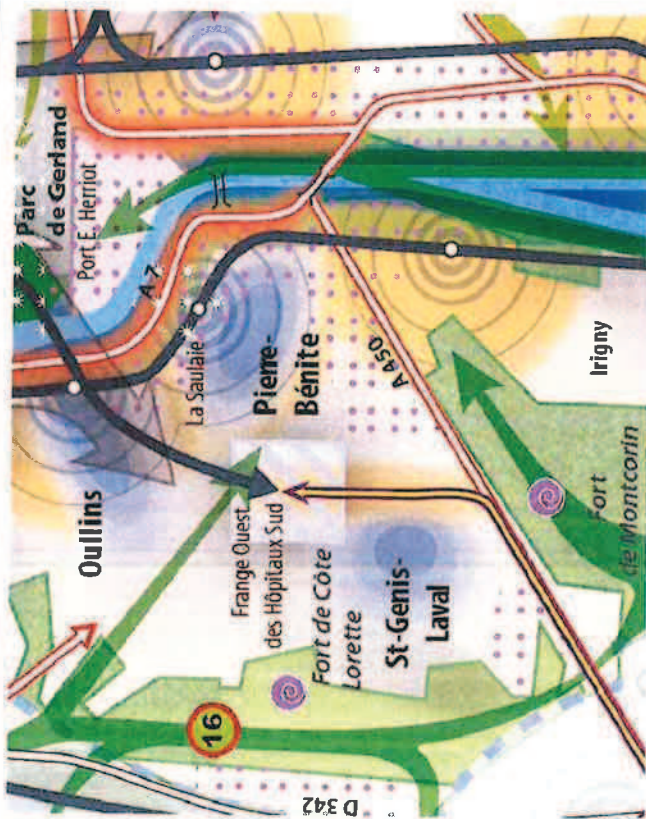 Parc
de Gerland
Port E. Herriot
A 7
La Saulaie
Pierre-
Bénite
Oullins
Frange Ouest
des Hôpitaux Sud
Fort de Côte
Lorette
St-Genis-
Laval
A 450
Irigny
Fort
de Montcorin
16
D 342